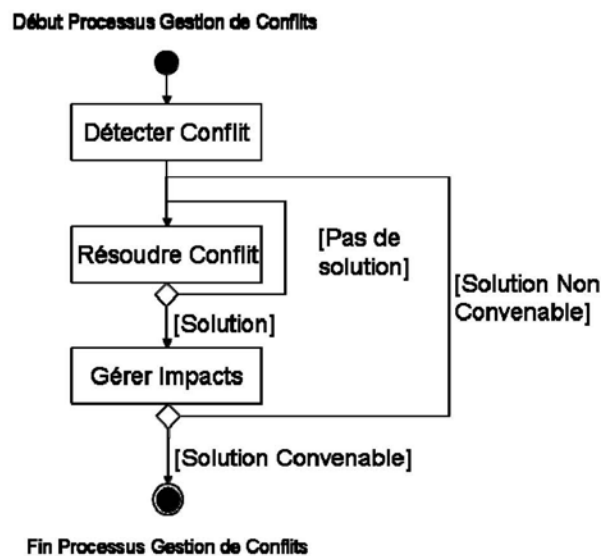 Début Processus Gestion de Conflits
Détecter Conflit
Résoudre Conflit
[Pas de
solution]
[Solution Non
Convenable]
[Solution]
Gérer Impacts
[Solution Convenable]
Fin Processus Gestion de Conflits